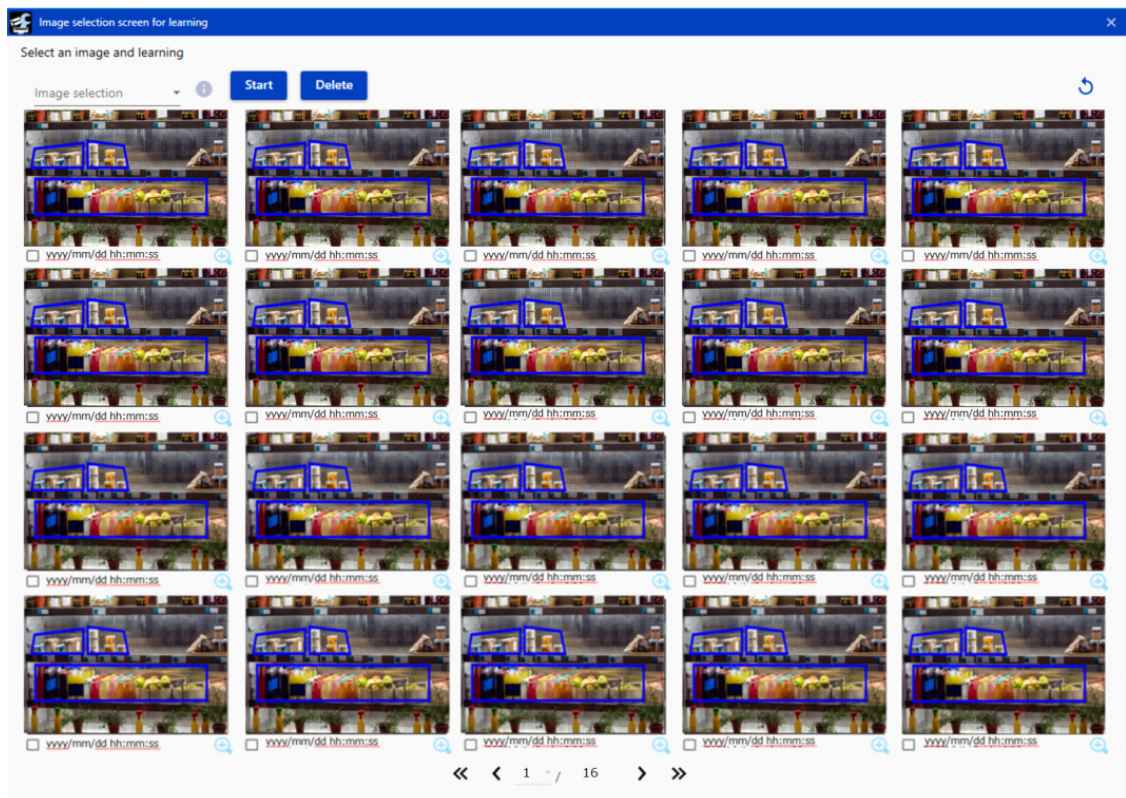 Image selection screen for learning
Select an image and learning
Image selection
Start
Delete
yyyy/mm/dd hh:mm:ss yyyy/mm/dd hh:mm:ss yyyy/mm/dd hh:mm:ss yyyy/mm/dd hh:mm:ss yyyy/mm/dd hh:mm:ss
yyyy/mm/dd hh:mm:ss yyyy/mm/dd hh:mm:ss yyyy/mm/dd hh:mm:ss yyyy/mm/dd hh:mm:ss yyyy/mm/dd hh:mm:ss
yyyy/mm/dd hh:mm:ss yyyy/mm/dd hh:mm:ss yyyy/mm/dd hh:mm:ss yyyy/mm/dd hh:mm:ss yyyy/mm/dd hh:mm:ss
yyyy/mm/dd hh:mm:ss yyyy/mm/dd hh:mm:ss yyyy/mm/dd hh:mm:ss yyyy/mm/dd hh:mm:ss yyyy/mm/dd hh:mm:ss
1 / 16